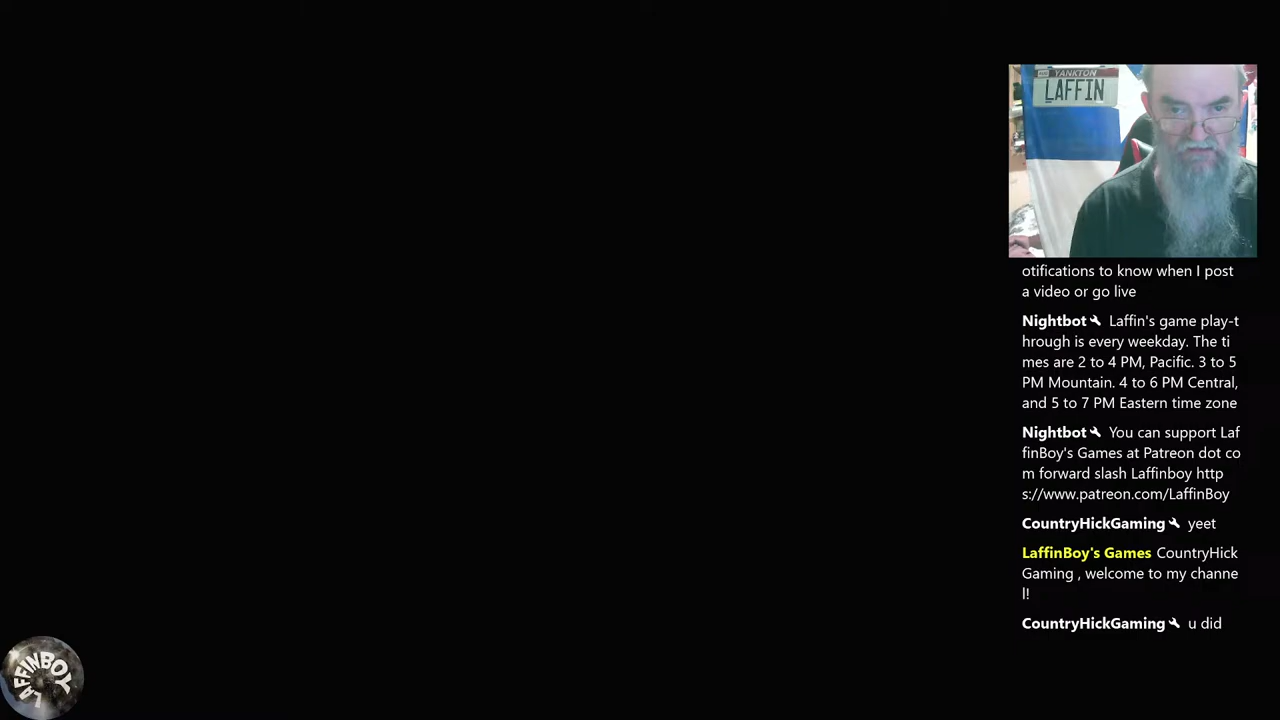 YANKTON
LAFFIN
otifications to know when I post
a video or go live
Nightbot Laffin's game play-t
hrough is every weekday. The ti
mes are 2 to 4 PM, Pacific. 3 to 5
PM Mountain. 4 to 6 PM Central,
and 5 to 7 PM Eastern time zone
Nightbot You can support Laf
finBoy's Games at Patreon dot co
m forward slash Laffinboy http
s://www.patreon.com/LaffinBoy
CountryHickGaming yeet
LaffinBoy's Games CountryHick
Gaming , welcome to my channe
l!
CountryHickGaming u did
LAFFINBOY